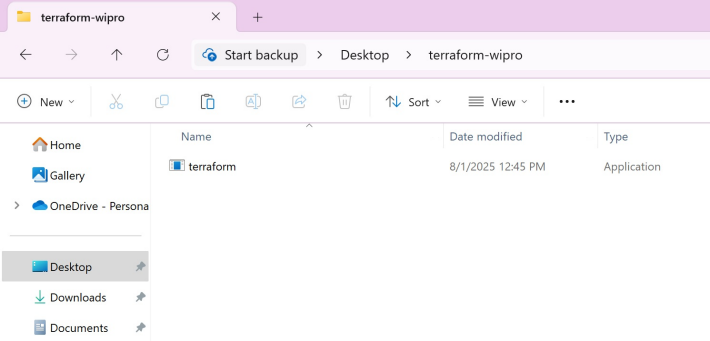 terraform-wipro
Start backup > Desktop > terraform-wipro
New Sort View
Name Date modified Type
Home
terraform 8/1/2025 12:45 PM Application
Gallery
OneDrive - Persona
Desktop
Downloads
Documents